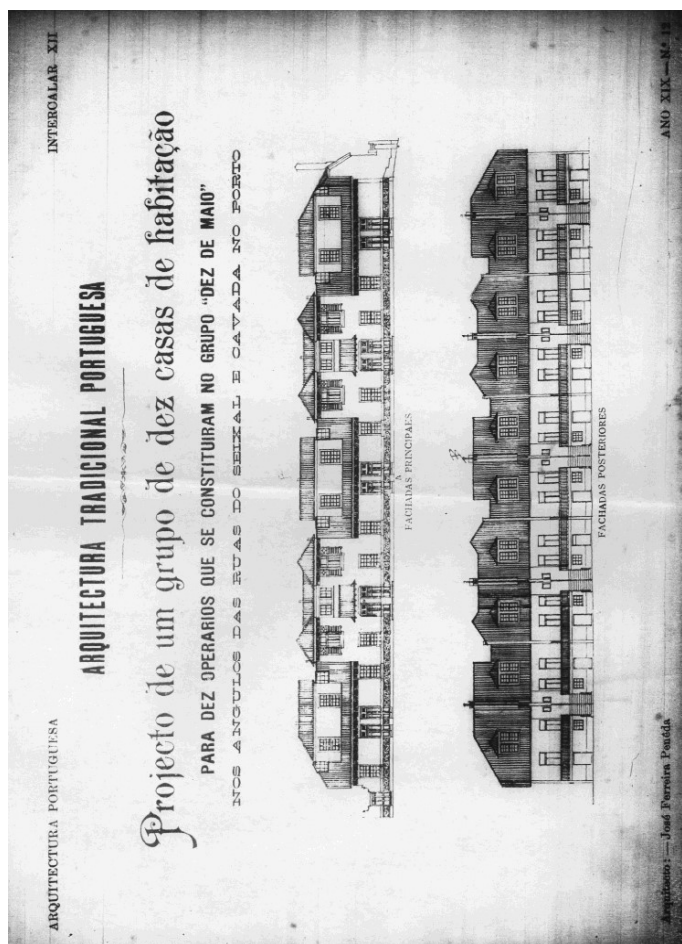 ARQUITECTURA PORTUGUESA
INTERCALAR XII
ARQUITECTURA TRADICIONAL PORTUGUESA
Projecto de um grupo de dez casas de habitação
PARA DEZ OPERARIOS QUE SE CONSTITUIRAM NO GRUPO "DEZ DE MAIO"
NOS ANGULOS DAS RUAS DO SEIXAL E CAVADA NO PORTO
FACHADAS PRINCIPAES
FACHADAS POSTERIORES
Arquitecto:—José Ferreira Penêda
ANO XIX—N.º 12